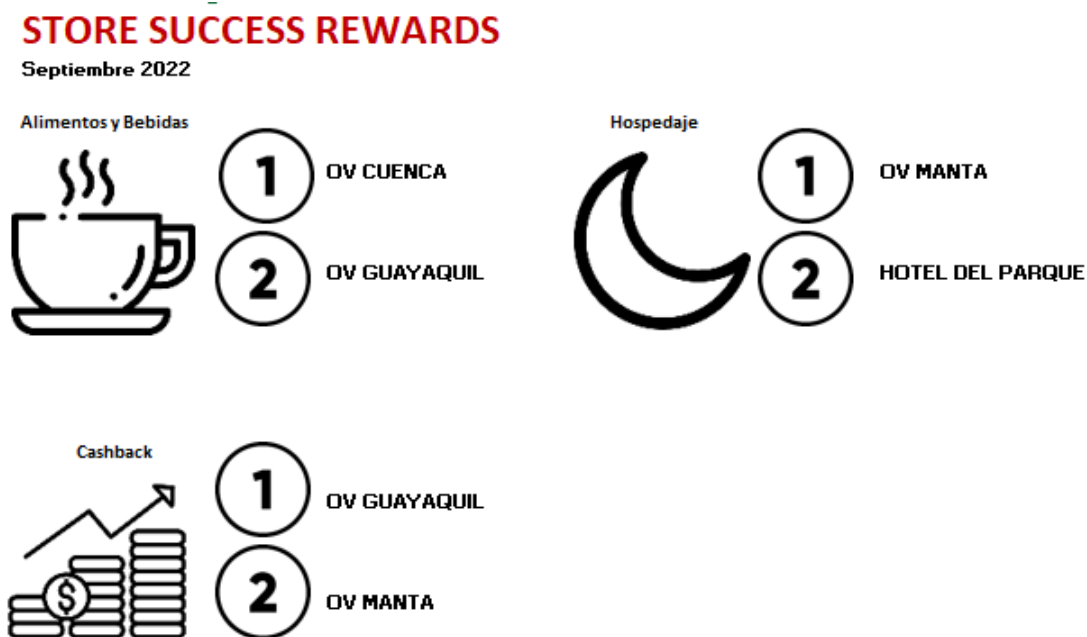 STORE SUCCESS REWARDS
Septiembre 2022
Alimentos y Bebidas
1 OV CUENCA
2 OV GUAYAQUIL
Hospedaje
1 OV MANTA
2 HOTEL DEL PARQUE
Cashback
$
1 OV GUAYAQUIL
2 OV MANTA